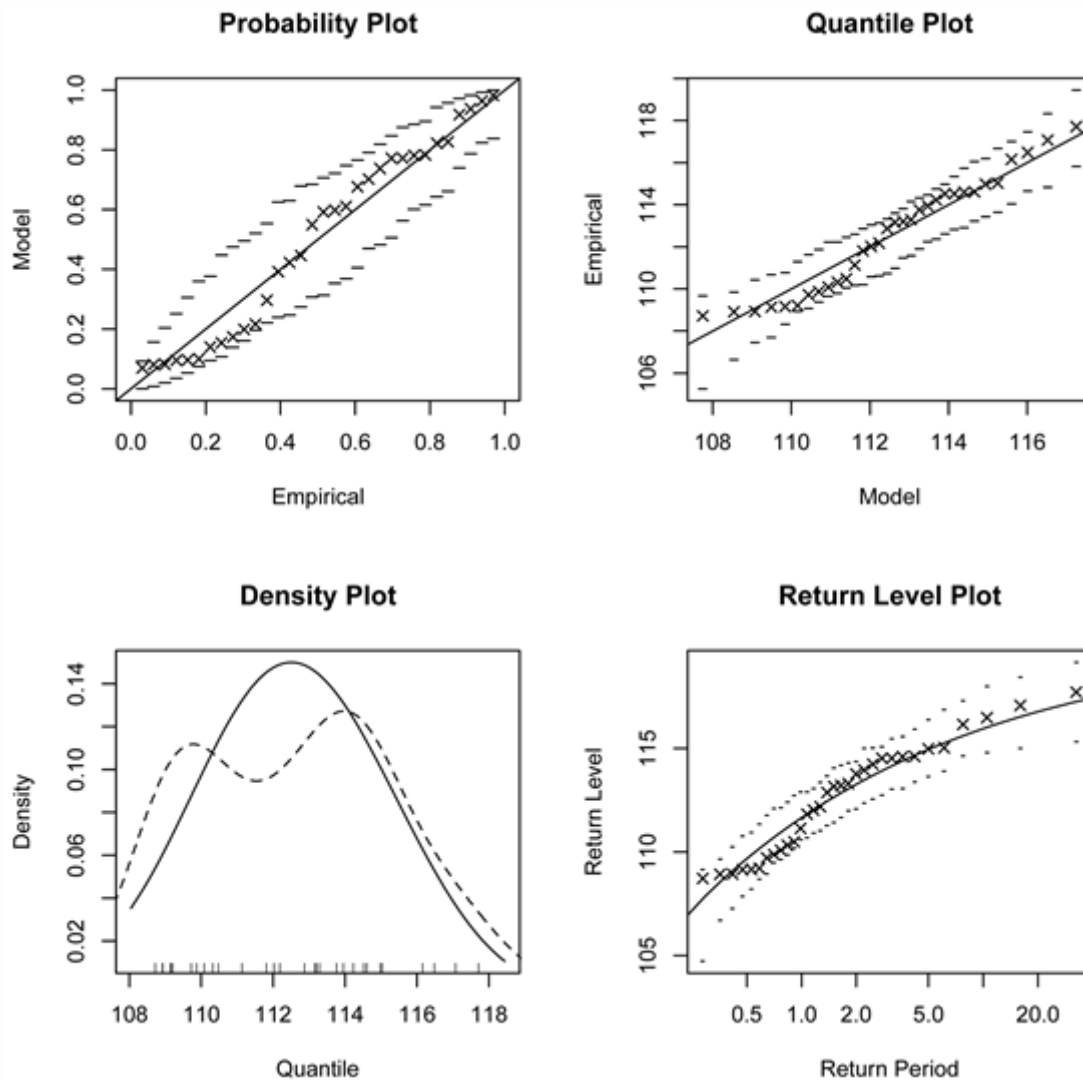 Probability Plot
Model
0.0 0.2 0.4 0.6 0.8 1.0
0.0 0.2 0.4 0.6 0.8 1.0
Empirical
Quantile Plot
Empirical
106 110 114 118
108 110 112 114 116
Model
Density Plot
Density
0.02 0.06 0.10 0.14
108 110 112 114 116 118
Quantile
Return Level Plot
Return Level
105 110 115
0.5 1.0 2.0 5.0 20.0
Return Period